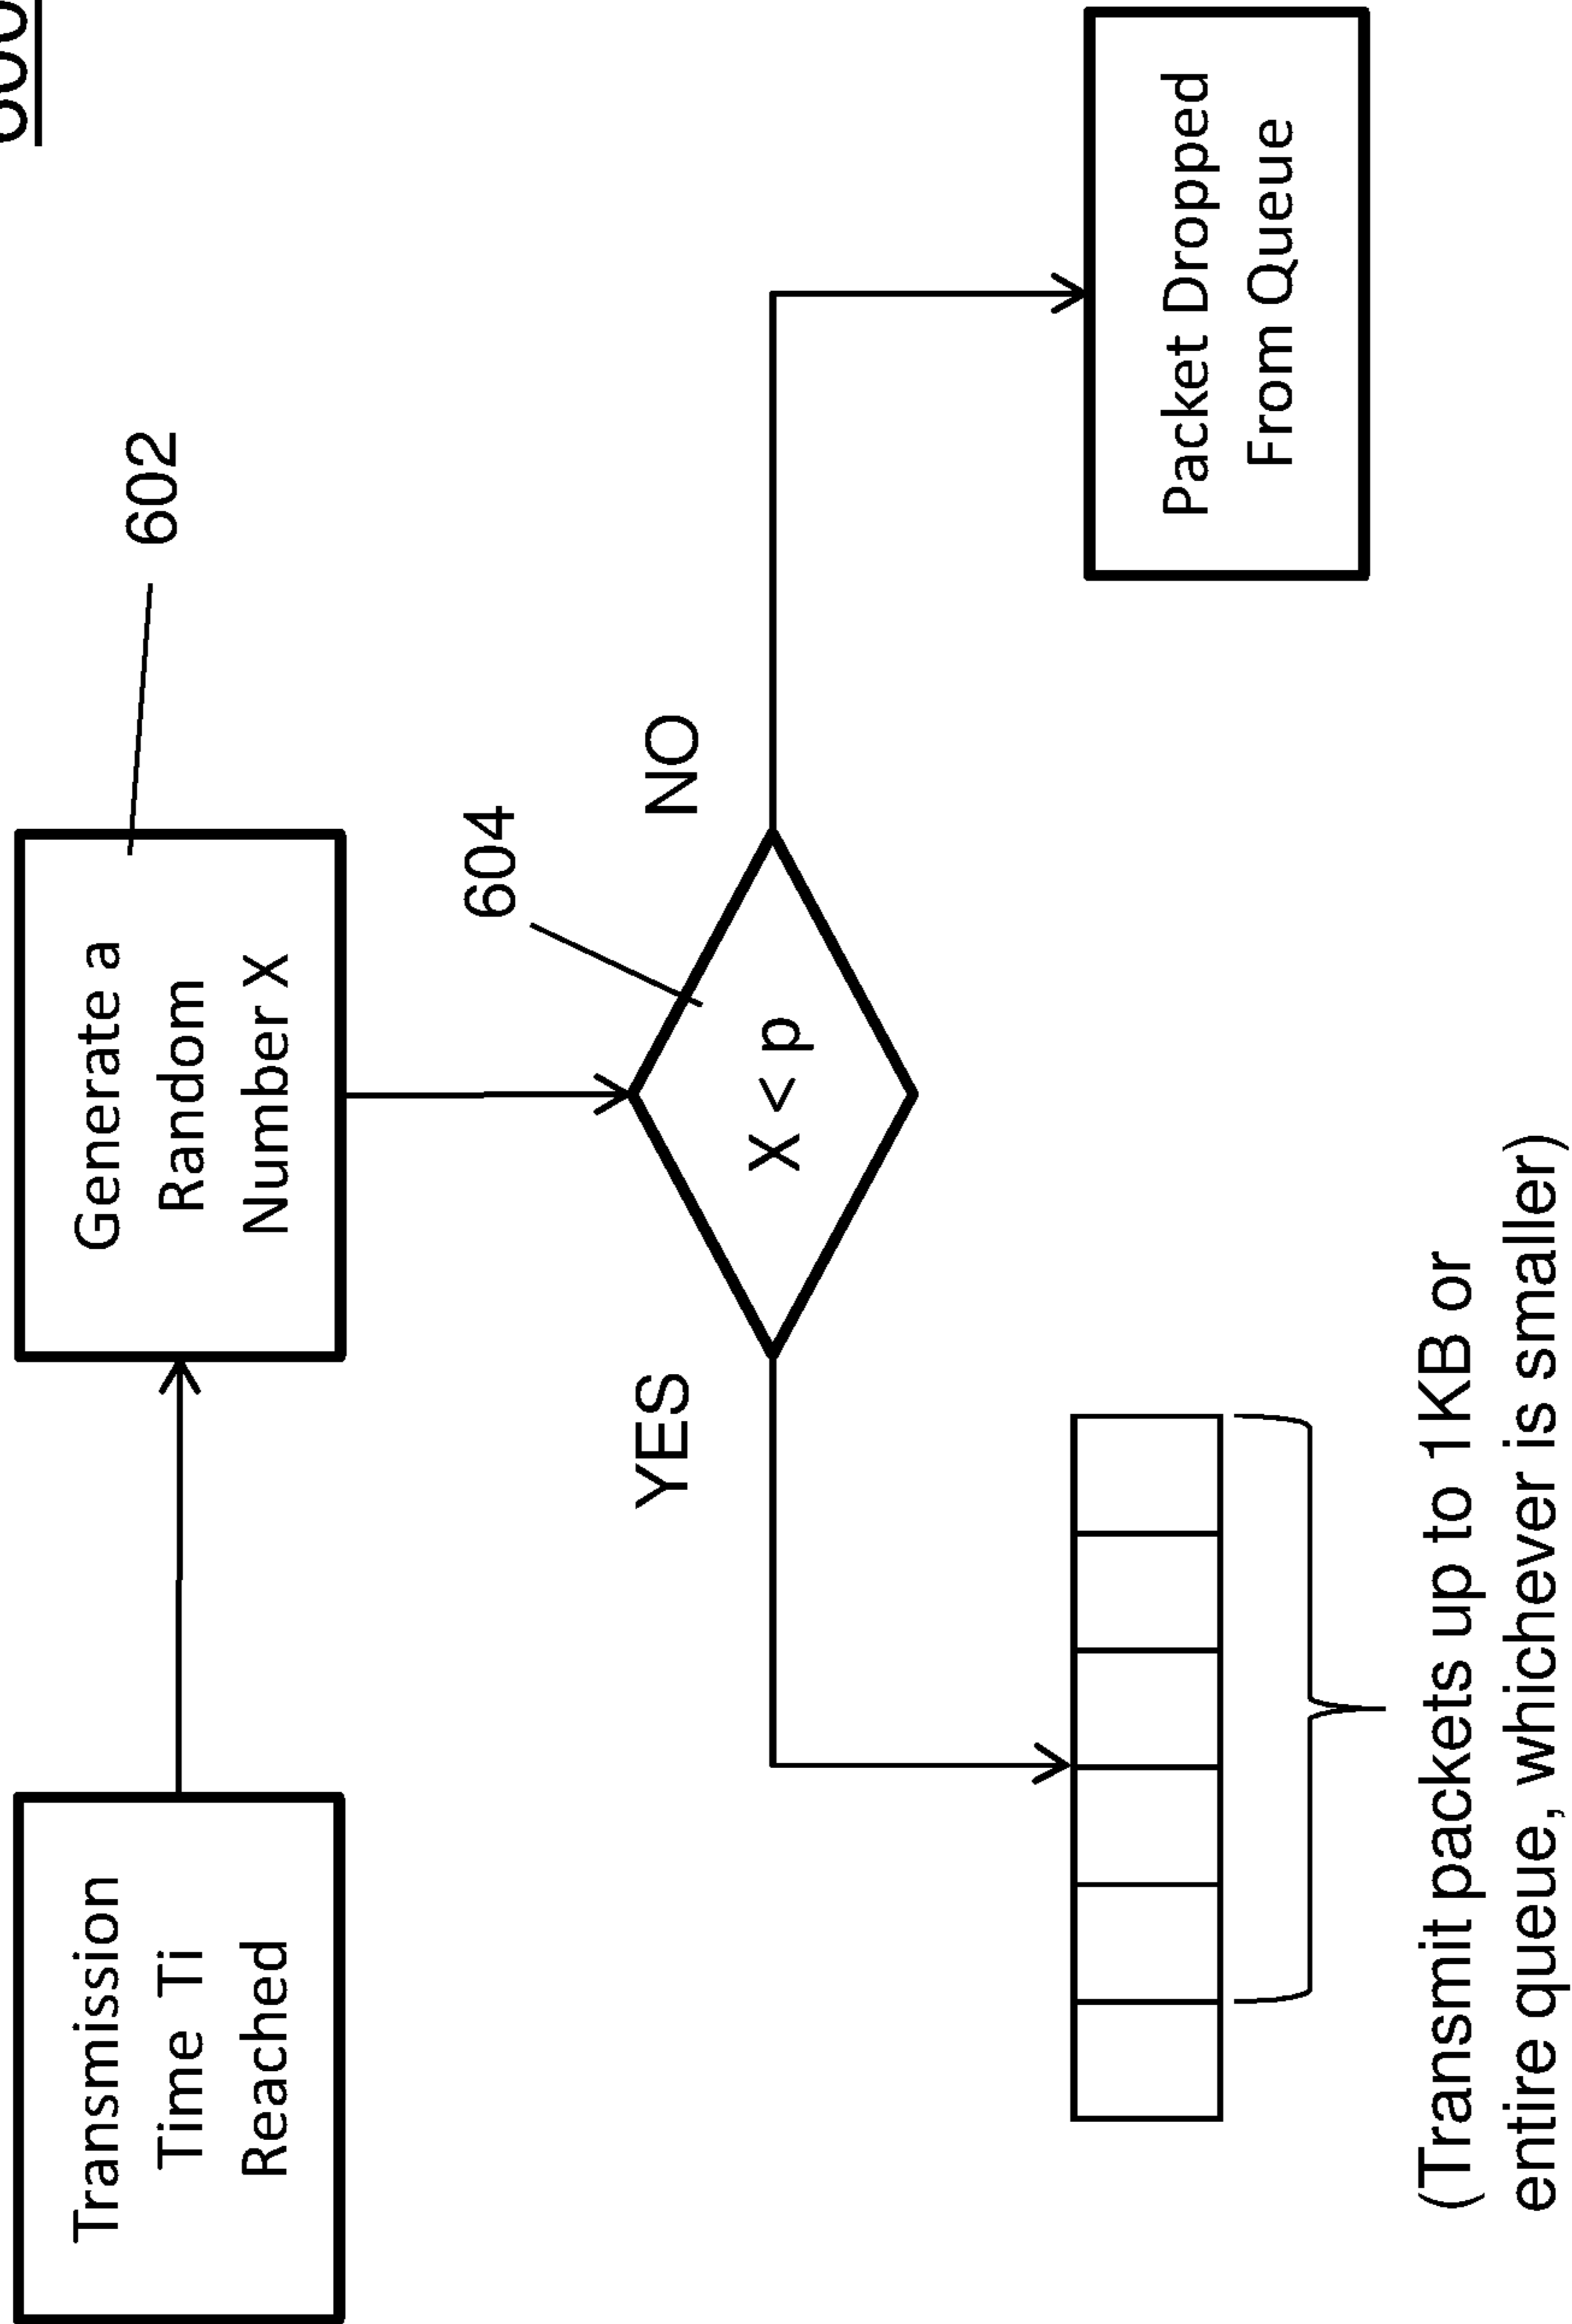 Transmission
Time Ti
Reached
Generate a
Random
Number X
602
604
X < p
YES
NO
Packet Dropped
From Queue
(Transmit packets up to 1KB or
entire queue, whichever is smaller)